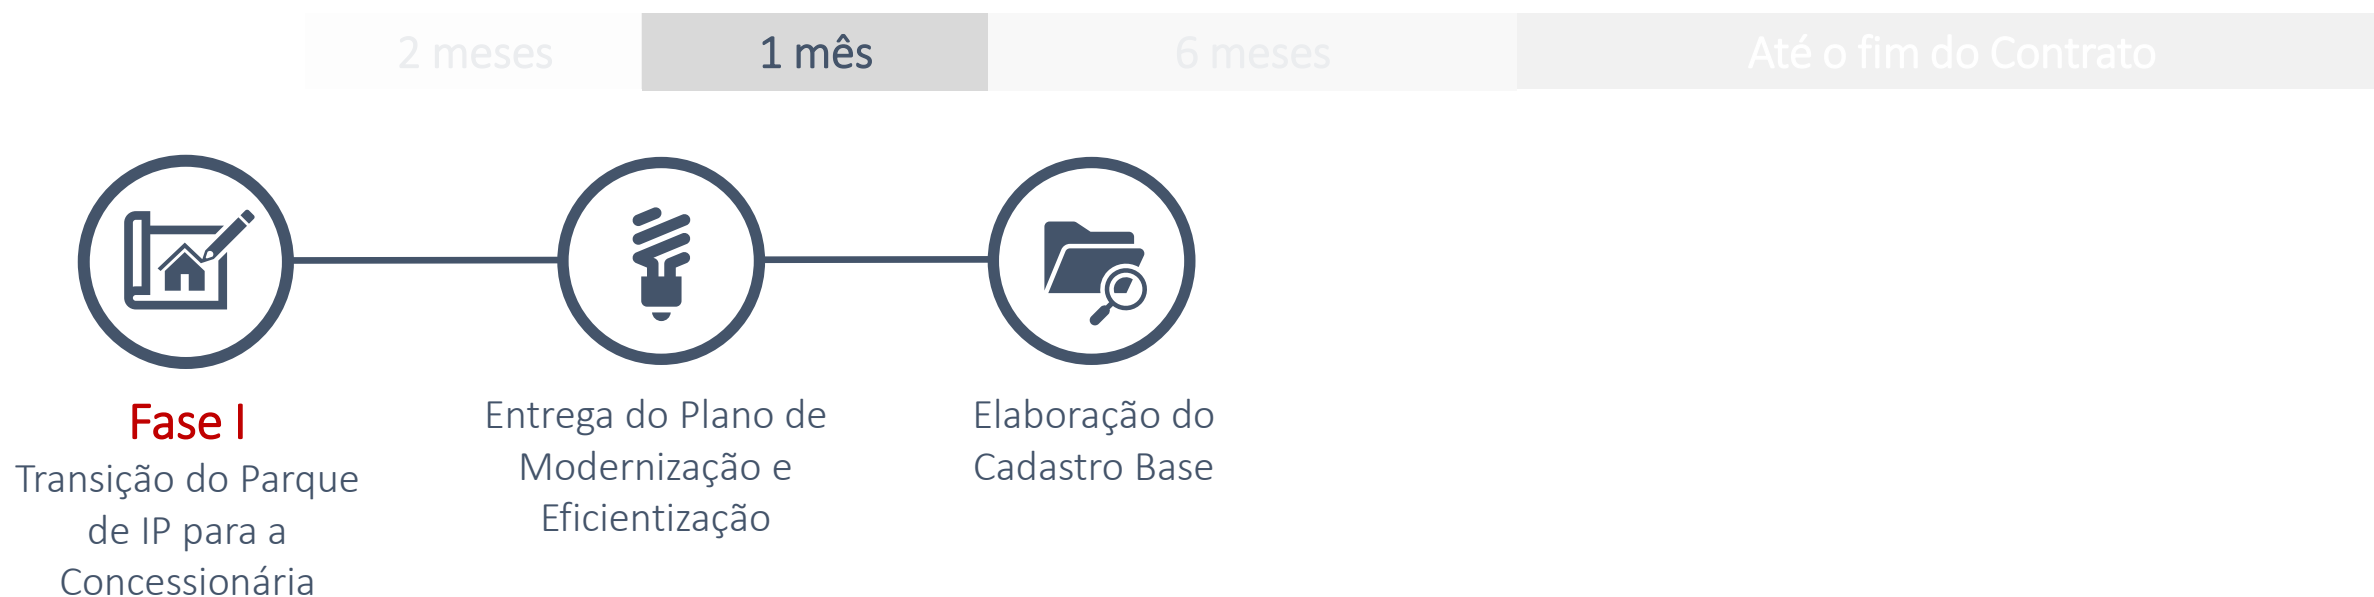 2 meses
1 mês
6 meses
Até o fim do Contrato
Fase I
Transição do Parque
de IP para a
Concessionária
Entrega do Plano de
Modernização e
Eficientização
Elaboração do
Cadastro Base